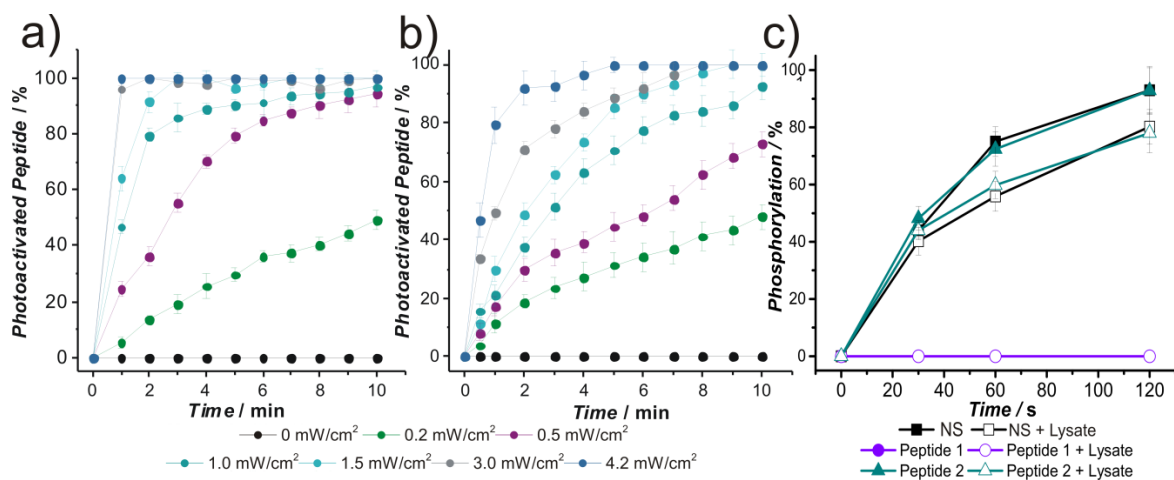 a)
Photoactivated Peptide / %
100
80
60
40
20
0
0 2 4 6 8 10
Time / min
b)
Photoactivated Peptide / %
100
80
60
40
20
0
0 2 4 6 8 10
Time / min
0 mW/cm² 0.2 mW/cm² 0.5 mW/cm²
1.0 mW/cm² 1.5 mW/cm² 3.0 mW/cm² 4.2 mW/cm²
c)
Phosphorylation / %
100
80
60
40
20
0
0 20 40 60 80 100 120
Time / s
NS NS + Lysate
Peptide 1 Peptide 1 + Lysate
Peptide 2 Peptide 2 + Lysate